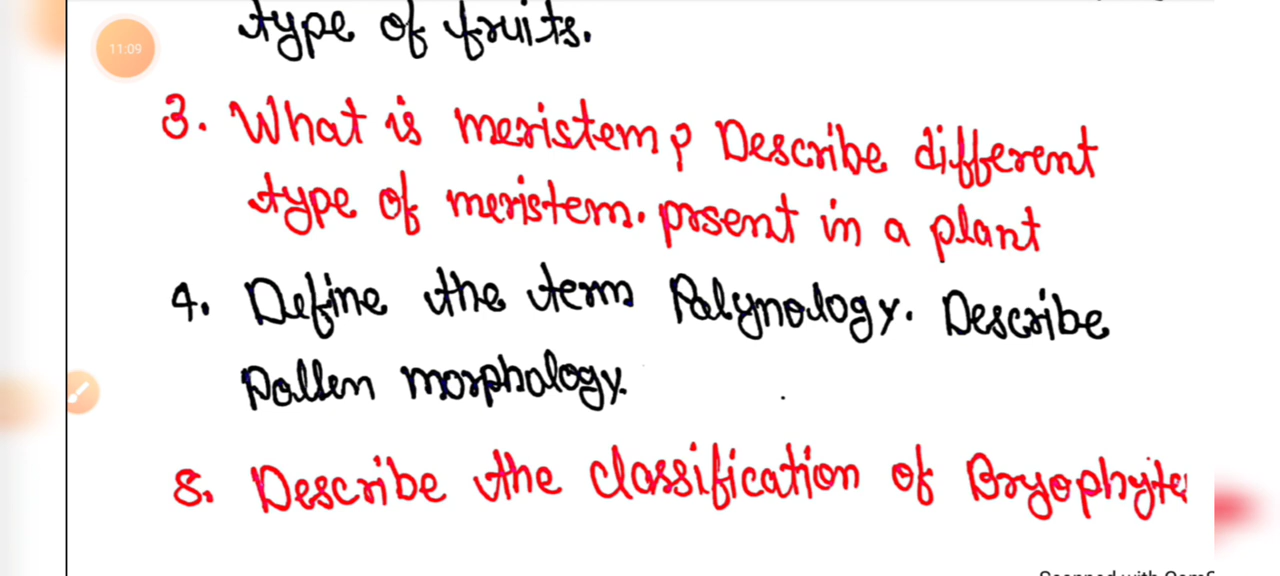 type of fruits.
11:09
3. What is meristem? Describe different
type of meristem. prsent in a plant
4. Define the term Palynology. Describe
Pollen morphology.
8. Describe the classification of Bryophyte